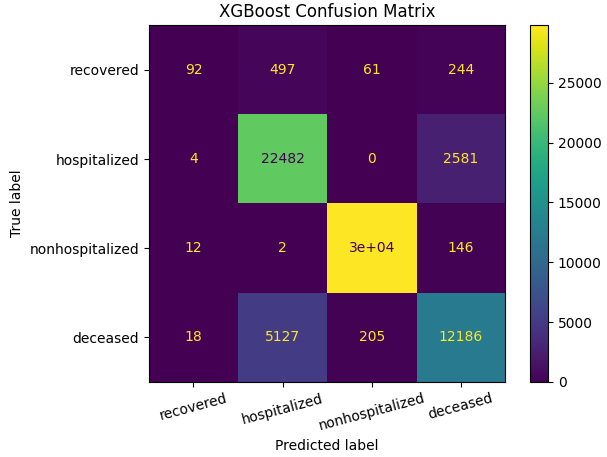 XGBoost Confusion Matrix
True label
recovered 92 497 61 244
hospitalized 4 22482 0 2581
nonhospitalized 12 2 3e+04 146
deceased 18 5127 205 12186
recovered hospitalized nonhospitalized deceased
Predicted label
25000
20000
15000
10000
5000
0